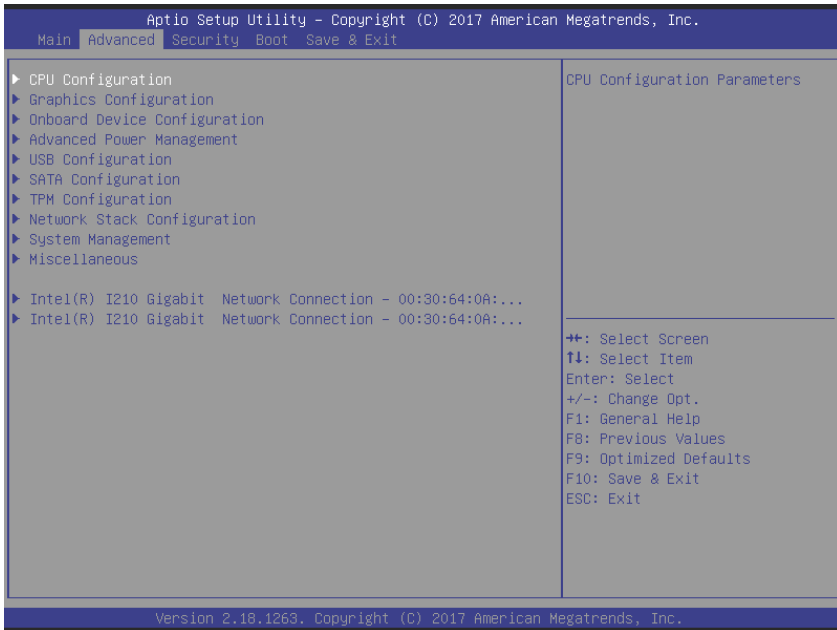 Aptio Setup Utility – Copyright (C) 2017 American Megatrends, Inc.
Main Advanced Security Boot Save & Exit
CPU Configuration
Graphics Configuration
Onboard Device Configuration
Advanced Power Management
USB Configuration
SATA Configuration
TPM Configuration
Network Stack Configuration
System Management
Miscellaneous
Intel(R) I210 Gigabit  Network Connection – 00:30:64:0A:...
Intel(R) I210 Gigabit  Network Connection – 00:30:64:0A:...
CPU Configuration Parameters
→←: Select Screen
↑↓: Select Item
Enter: Select
+/–: Change Opt.
F1: General Help
F8: Previous Values
F9: Optimized Defaults
F10: Save & Exit
ESC: Exit
Version 2.18.1263. Copyright (C) 2017 American Megatrends, Inc.